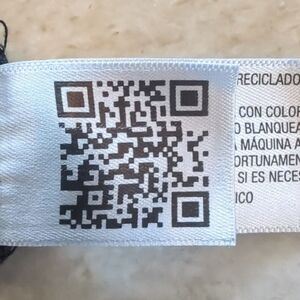 RECICLADO
CON COLOR
O BLANQUEA
MÁQUINA A
ORTUNAMEN
SI ES NECES
ICO